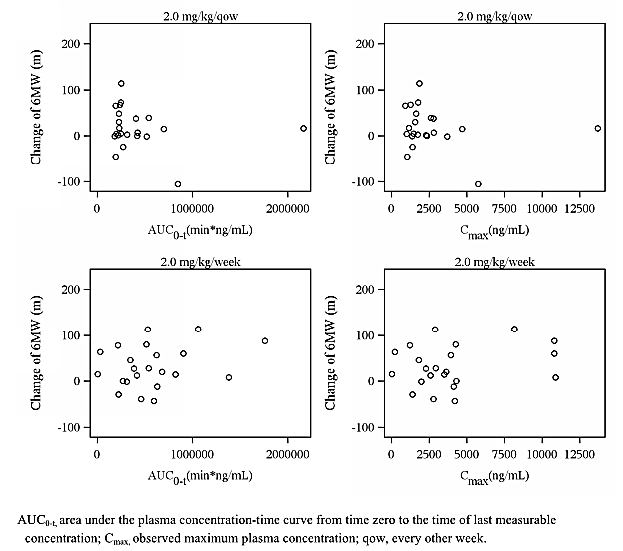 2.0 mg/kg/qow
2.0 mg/kg/qow
Change of 6MW (m)
200
100
0
-100
0
1000000
2000000
AUC0-t(min*ng/mL)
Change of 6MW (m)
200
100
0
-100
0
2500
5000
7500
10000
12500
Cmax(ng/mL)
2.0 mg/kg/week
2.0 mg/kg/week
Change of 6MW (m)
200
100
0
-100
0
1000000
2000000
AUC0-t(min*ng/mL)
Change of 6MW (m)
200
100
0
-100
0
2500
5000
7500
10000
12500
Cmax(ng/mL)
AUC0-t, area under the plasma concentration-time curve from time zero to the time of last measurable
concentration; Cmax, observed maximum plasma concentration; qow, every other week.